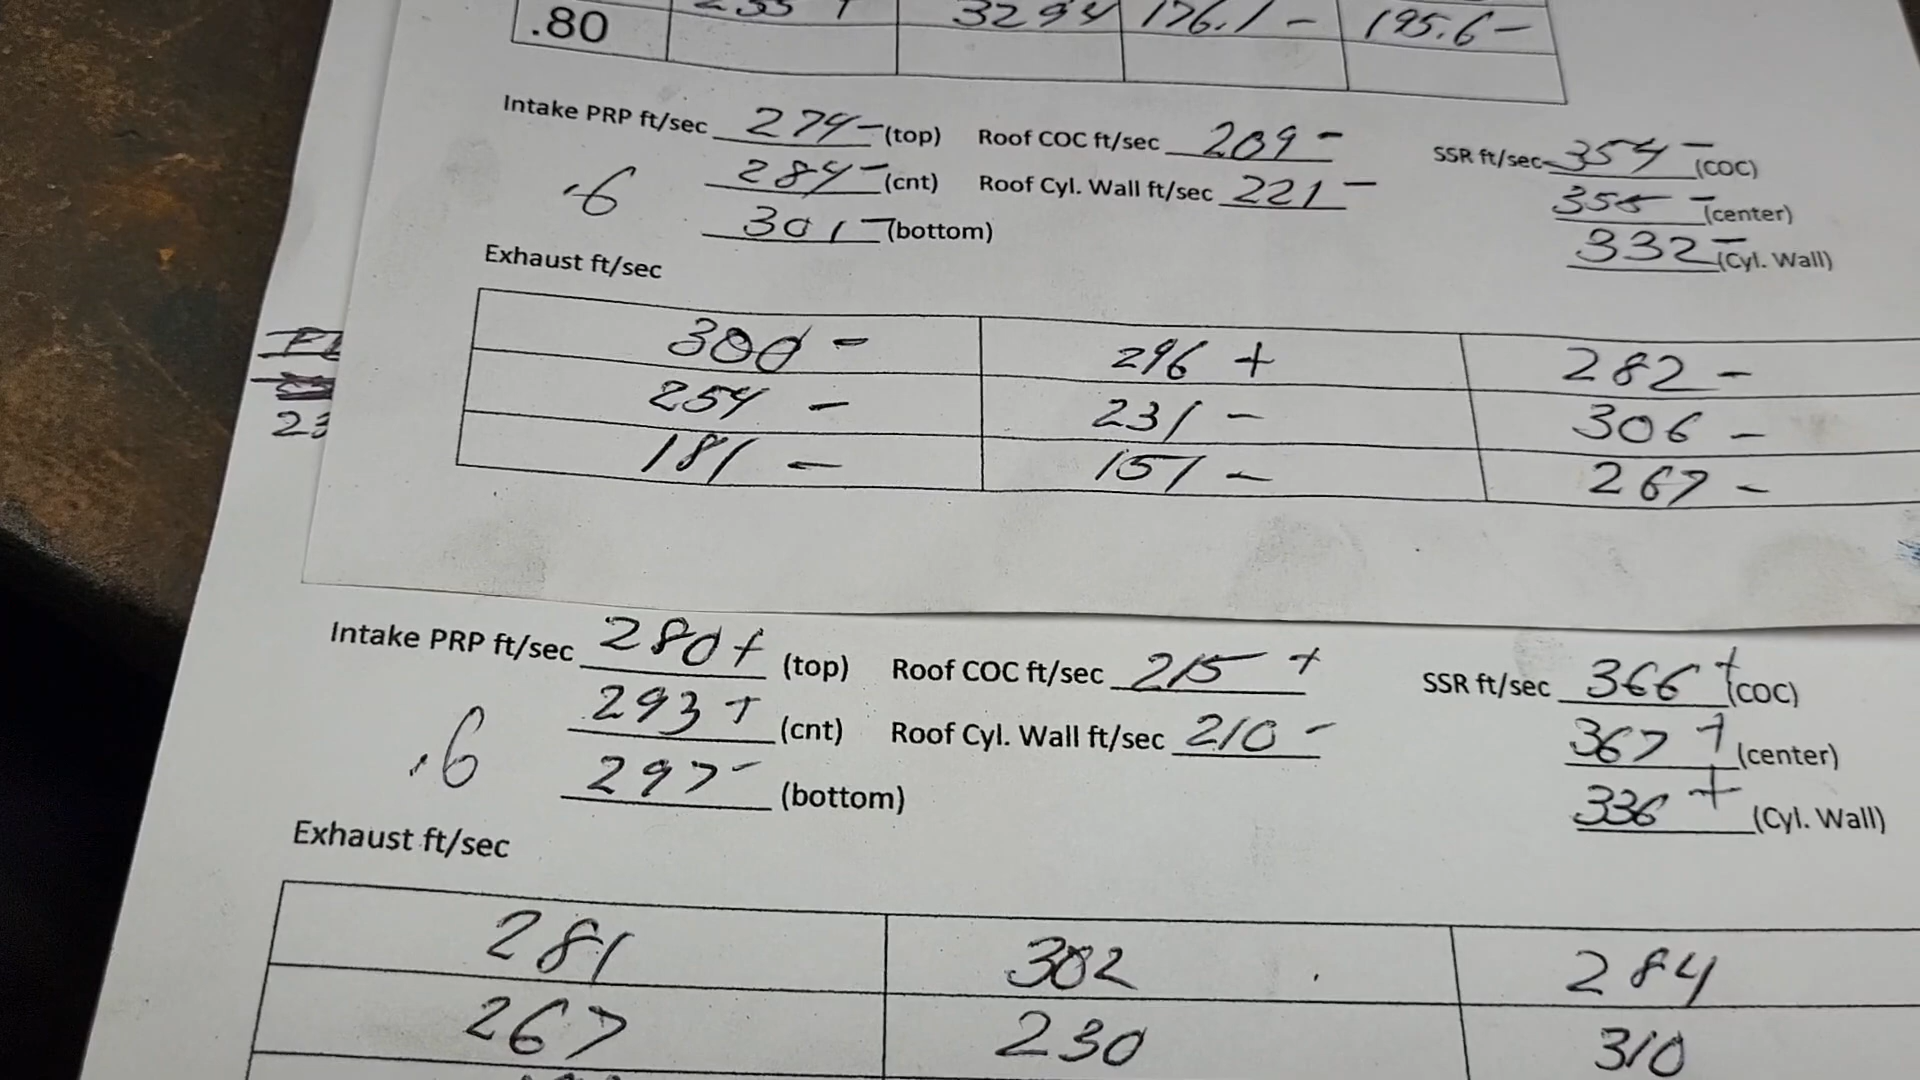 .80 3294 176.1 - 195.6 -
Intake PRP ft/sec 274 - (top) Roof COC ft/sec 209 - SSR ft/sec 354 - (COC)
.6 284 - (cnt) Roof Cyl. Wall ft/sec 221 - 355 - (center)
301 - (bottom) 332 - (Cyl. Wall)
Exhaust ft/sec
300 - 296 + 282 -
254 - 231 - 306 -
181 - 151 - 267 -
23
Intake PRP ft/sec 280 + (top) Roof COC ft/sec 215 + SSR ft/sec 366 + (COC)
.6 293 + (cnt) Roof Cyl. Wall ft/sec 210 - 367 + (center)
297 - (bottom) 336 + (Cyl. Wall)
Exhaust ft/sec
281 302 284
267 230 310